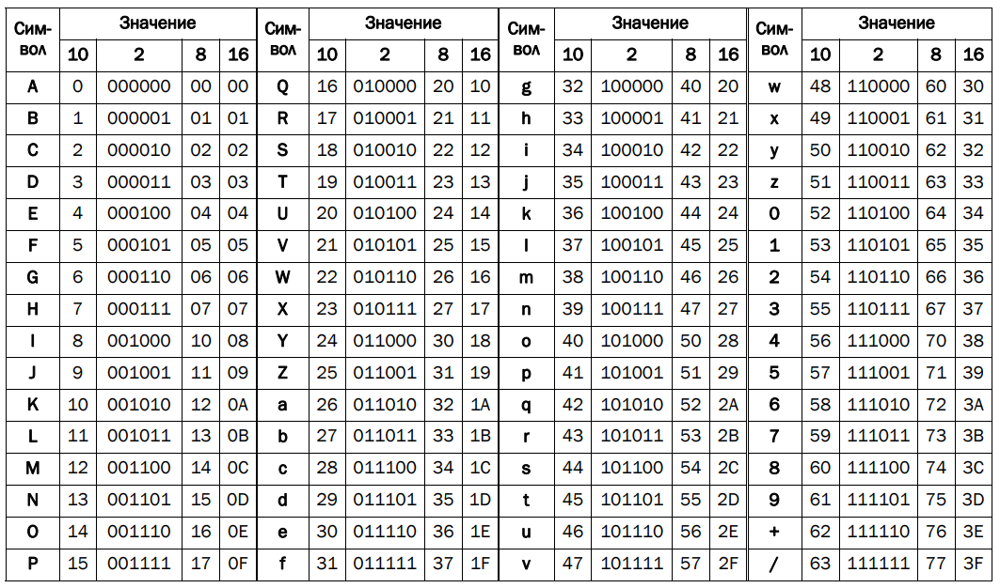 Сим-вол Значение Сим-вол Значение Сим-вол Значение Сим-вол Значение
10 2 8 16 10 2 8 16 10 2 8 16 10 2 8 16
A 0 000000 00 00 Q 16 010000 20 10 g 32 100000 40 20 w 48 110000 60 30
B 1 000001 01 01 R 17 010001 21 11 h 33 100001 41 21 x 49 110001 61 31
C 2 000010 02 02 S 18 010010 22 12 i 34 100010 42 22 y 50 110010 62 32
D 3 000011 03 03 T 19 010011 23 13 j 35 100011 43 23 z 51 110011 63 33
E 4 000100 04 04 U 20 010100 24 14 k 36 100100 44 24 0 52 110100 64 34
F 5 000101 05 05 V 21 010101 25 15 l 37 100101 45 25 1 53 110101 65 35
G 6 000110 06 06 W 22 010110 26 16 m 38 100110 46 26 2 54 110110 66 36
H 7 000111 07 07 X 23 010111 27 17 n 39 100111 47 27 3 55 110111 67 37
I 8 001000 10 08 Y 24 011000 30 18 o 40 101000 50 28 4 56 111000 70 38
J 9 001001 11 09 Z 25 011001 31 19 p 41 101001 51 29 5 57 111001 71 39
K 10 001010 12 0A a 26 011010 32 1A q 42 101010 52 2A 6 58 111010 72 3A
L 11 001011 13 0B b 27 011011 33 1B r 43 101011 53 2B 7 59 111011 73 3B
M 12 001100 14 0C c 28 011100 34 1C s 44 101100 54 2C 8 60 111100 74 3C
N 13 001101 15 0D d 29 011101 35 1D t 45 101101 55 2D 9 61 111101 75 3D
O 14 001110 16 0E e 30 011110 36 1E u 46 101110 56 2E + 62 111110 76 3E
P 15 001111 17 0F f 31 011111 37 1F v 47 101111 57 2F / 63 111111 77 3F